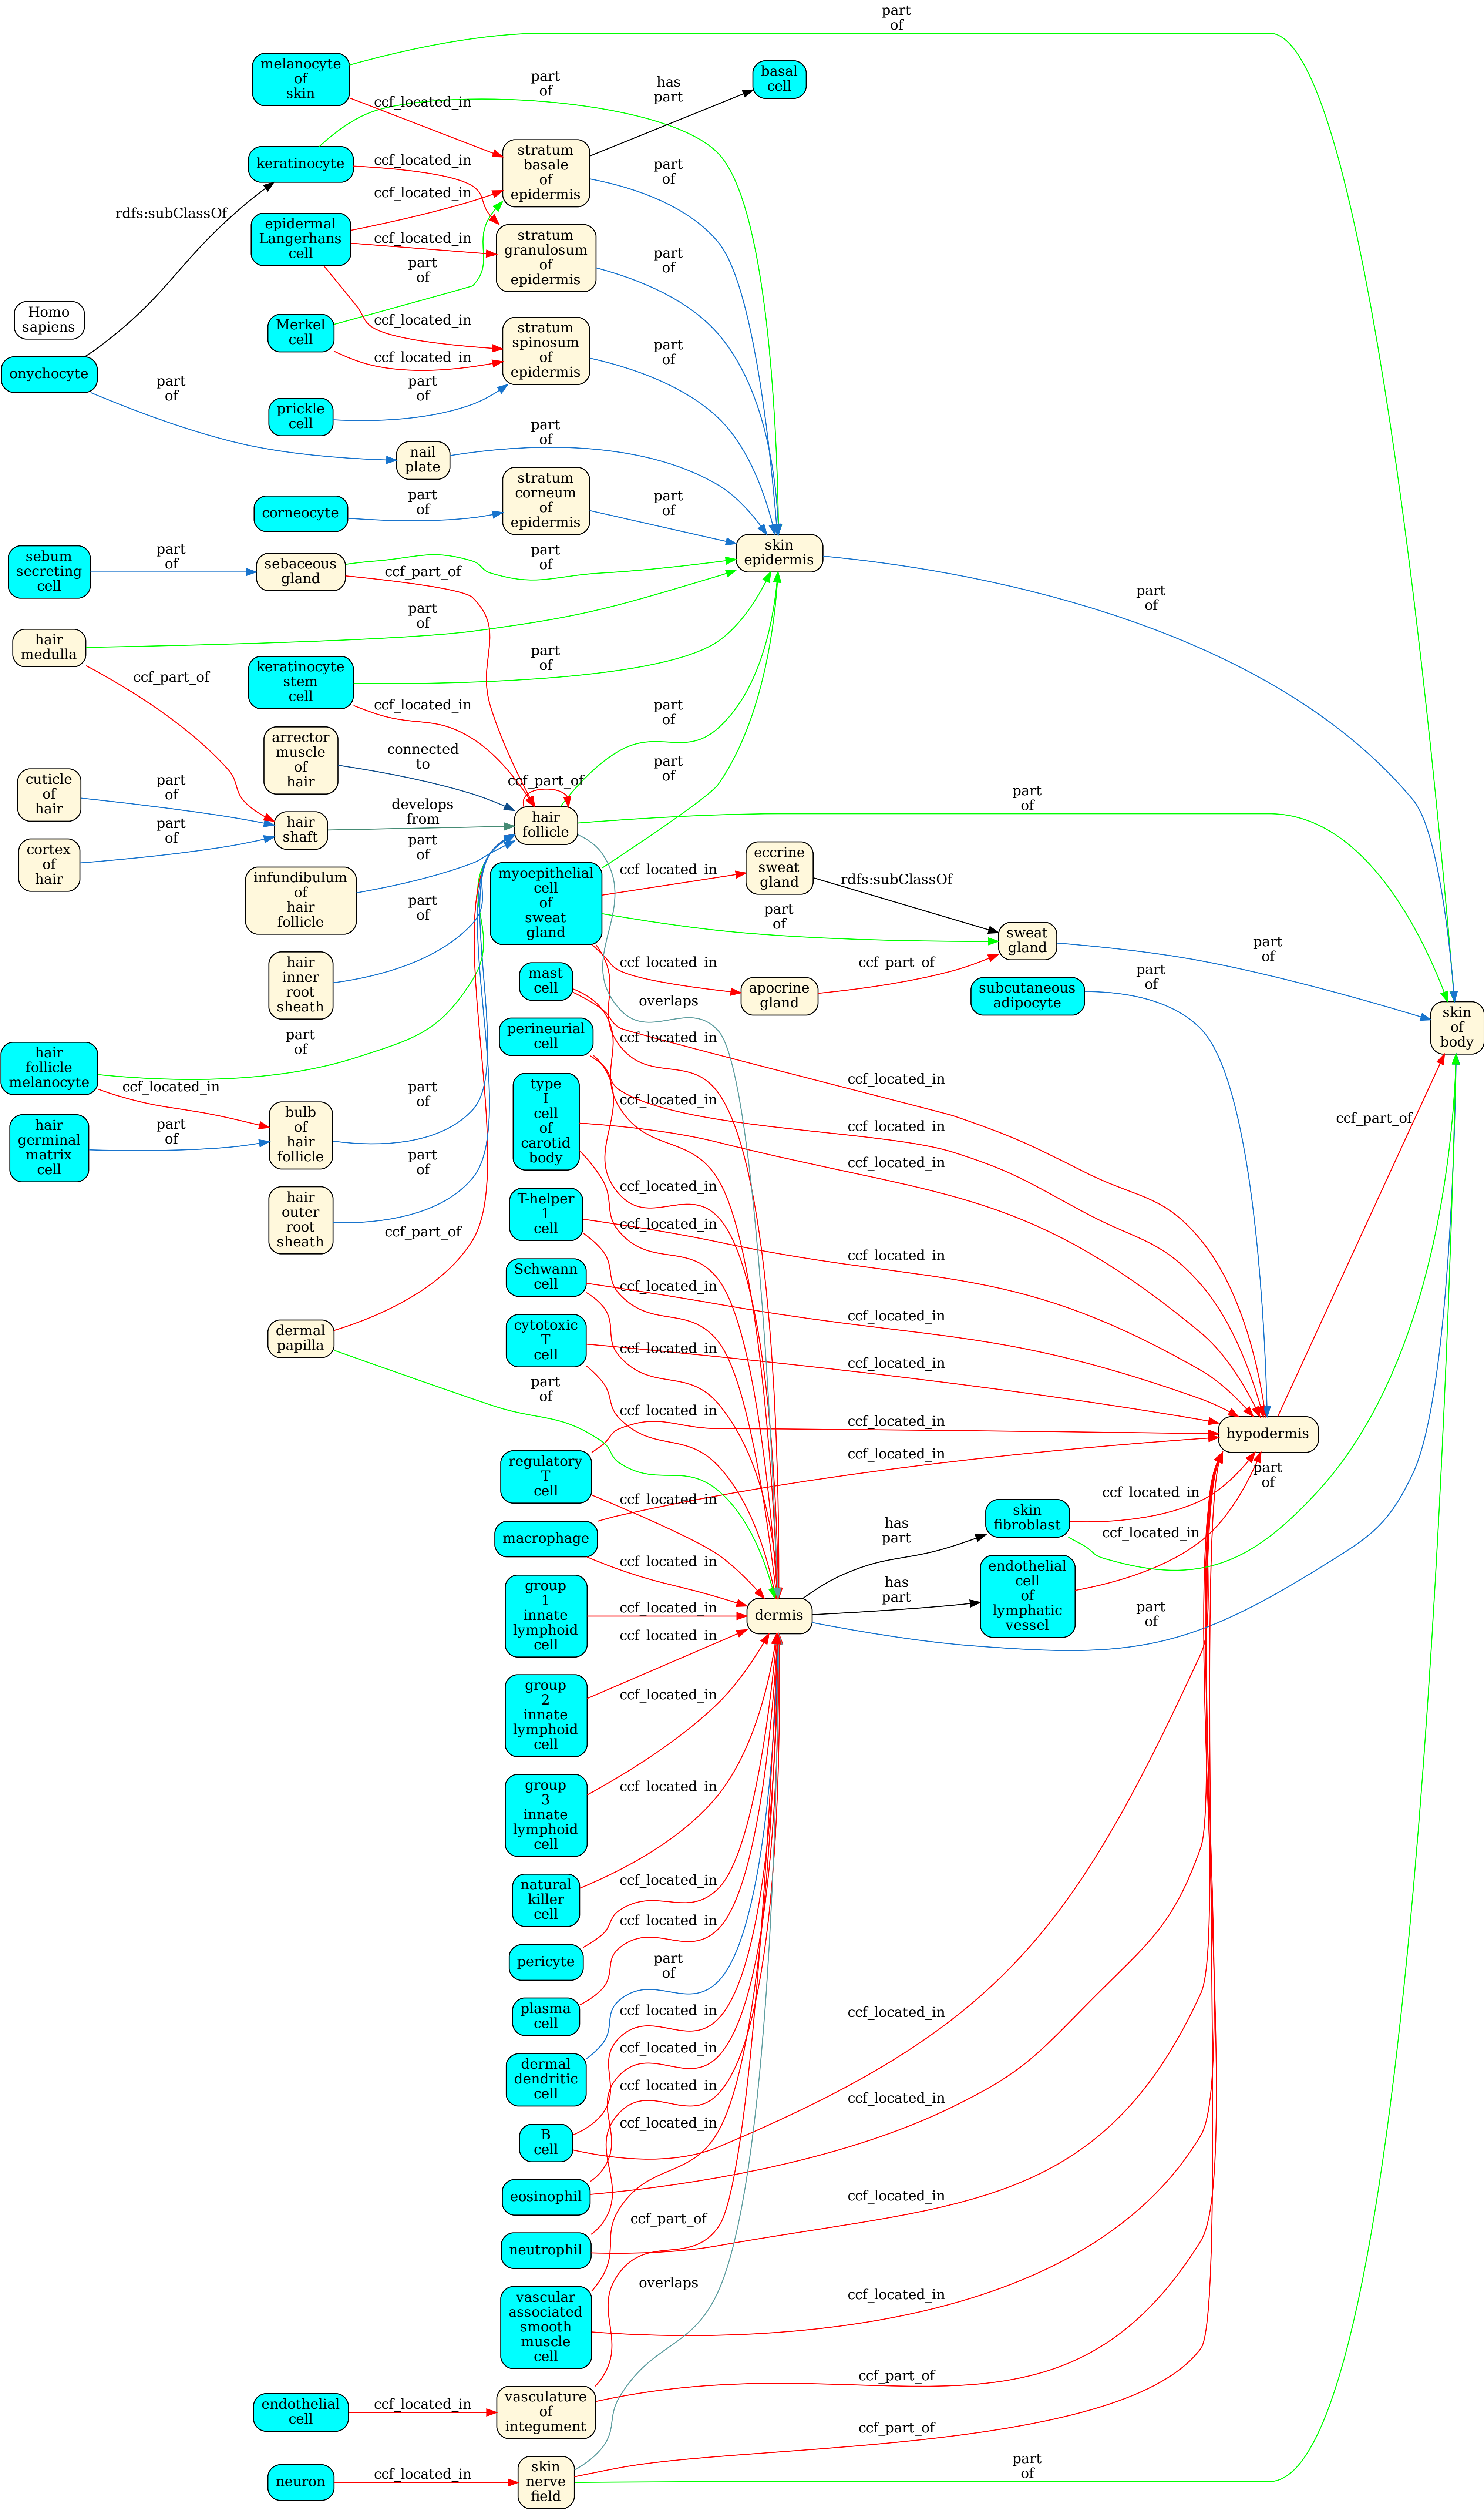 part
of
melanocyte
of
skin
basal
cell
has
part
part
of
ccf_located_in
keratinocyte
stratum
basale
of
epidermis
ccf_located_in
part
of
ccf_located_in
rdfs:subClassOf
epidermal
Langerhans
cell
ccf_located_in
stratum
granulosum
of
epidermis
part
of
part
of
Homo
sapiens
Merkel
cell
ccf_located_in
stratum
spinosum
of
epidermis
part
of
ccf_located_in
onychocyte
part
of
part
of
prickle
cell
part
of
nail
plate
stratum
corneum
of
epidermis
part
of
corneocyte
part
of
skin
epidermis
sebum
secreting
cell
part
of
sebaceous
gland
part
of
ccf_part_of
part
of
part
of
hair
medulla
part
of
keratinocyte
stem
cell
ccf_part_of
ccf_located_in
part
of
arrector
muscle
of
hair
connected
to
part
of
cuticle
of
hair
part
of
ccf_part_of
part
of
hair
shaft
develops
from
hair
follicle
cortex
of
hair
part
of
part
of
infundibulum
of
hair
follicle
part
of
myoepithelial
cell
of
sweat
gland
ccf_located_in
eccrine
sweat
gland
rdfs:subClassOf
part
of
sweat
gland
part
of
hair
inner
root
sheath
mast
cell
ccf_located_in
apocrine
gland
ccf_part_of
subcutaneous
adipocyte
part
of
overlaps
skin
of
body
perineurial
cell
ccf_located_in
part
of
hair
follicle
melanocyte
ccf_located_in
type
I
cell
of
carotid
body
ccf_located_in
ccf_located_in
part
of
bulb
of
hair
follicle
ccf_located_in
ccf_part_of
hair
germinal
matrix
cell
part
of
part
of
ccf_located_in
ccf_located_in
T-helper
1
cell
hair
outer
root
sheath
ccf_located_in
ccf_part_of
ccf_located_in
Schwann
cell
ccf_located_in
ccf_located_in
cytotoxic
T
cell
dermal
papilla
ccf_located_in
ccf_located_in
part
of
ccf_located_in
ccf_located_in
hypodermis
regulatory
T
cell
ccf_located_in
part
of
ccf_located_in
ccf_located_in
macrophage
has
part
skin
fibroblast
ccf_located_in
ccf_located_in
group
1
innate
lymphoid
cell
ccf_located_in
dermis
has
part
endothelial
cell
of
lymphatic
vessel
part
of
ccf_located_in
group
2
innate
lymphoid
cell
ccf_located_in
group
3
innate
lymphoid
cell
ccf_located_in
natural
killer
cell
ccf_located_in
pericyte
ccf_located_in
plasma
cell
part
of
dermal
dendritic
cell
ccf_located_in
ccf_located_in
B
cell
ccf_located_in
ccf_located_in
ccf_located_in
ccf_located_in
eosinophil
ccf_located_in
neutrophil
ccf_part_of
vascular
associated
smooth
muscle
cell
overlaps
ccf_located_in
endothelial
cell
ccf_located_in
vasculature
of
integument
ccf_part_of
ccf_part_of
neuron
ccf_located_in
skin
nerve
field
part
of